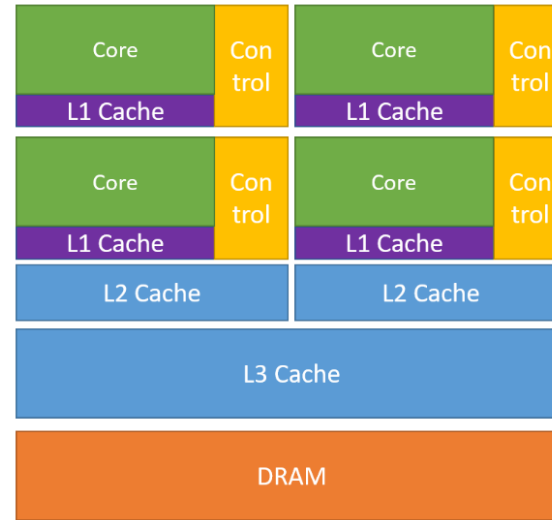 Core
Con
trol
L1 Cache
Core
Con
trol
L1 Cache
Core
Con
trol
L1 Cache
Core
Con
trol
L1 Cache
L2 Cache
L2 Cache
L3 Cache
DRAM